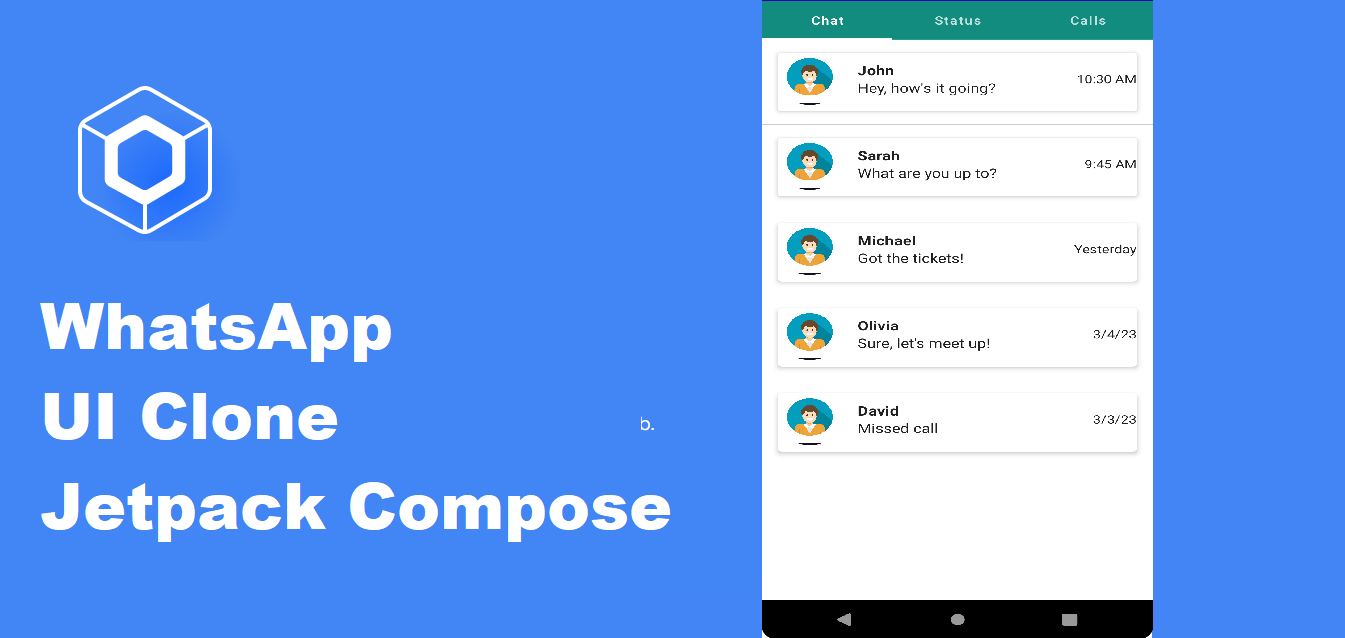 WhatsApp
UI Clone
Jetpack Compose
b.
Chat Status Calls
John
Hey, how's it going?
10:30 AM
Sarah
What are you up to?
9:45 AM
Michael
Got the tickets!
Yesterday
Olivia
Sure, let's meet up!
3/4/23
David
Missed call
3/3/23